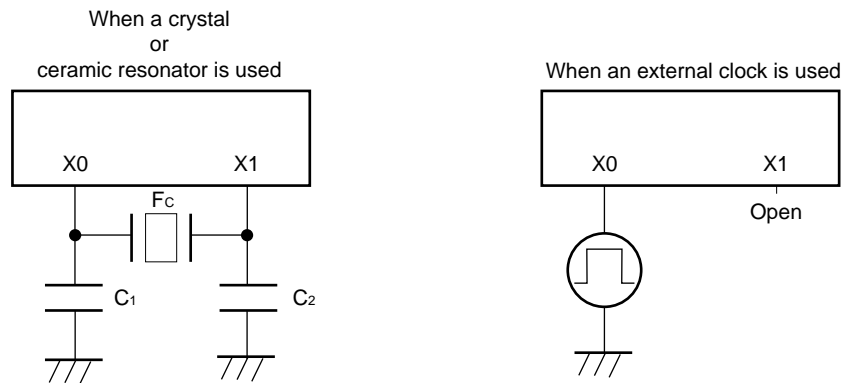 When a crystal
or
ceramic resonator is used
X0 X1
FC
C1 C2
When an external clock is used
X0 X1
Open